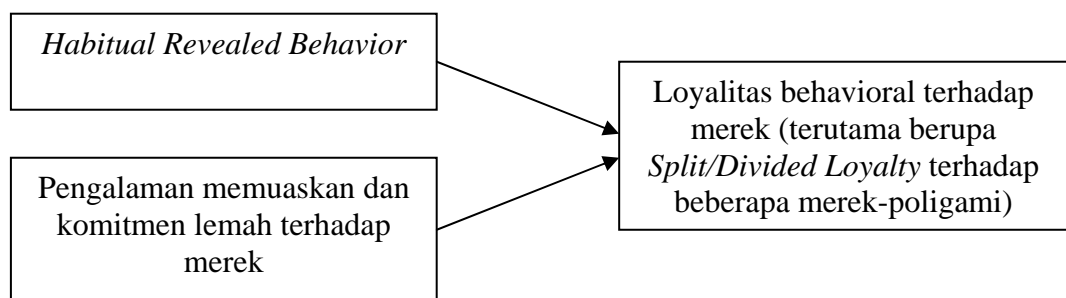 Habitual Revealed Behavior
Pengalaman memuaskan dan
komitmen lemah terhadap
merek
Loyalitas behavioral terhadap
merek (terutama berupa
Split/Divided Loyalty terhadap
beberapa merek-poligami)